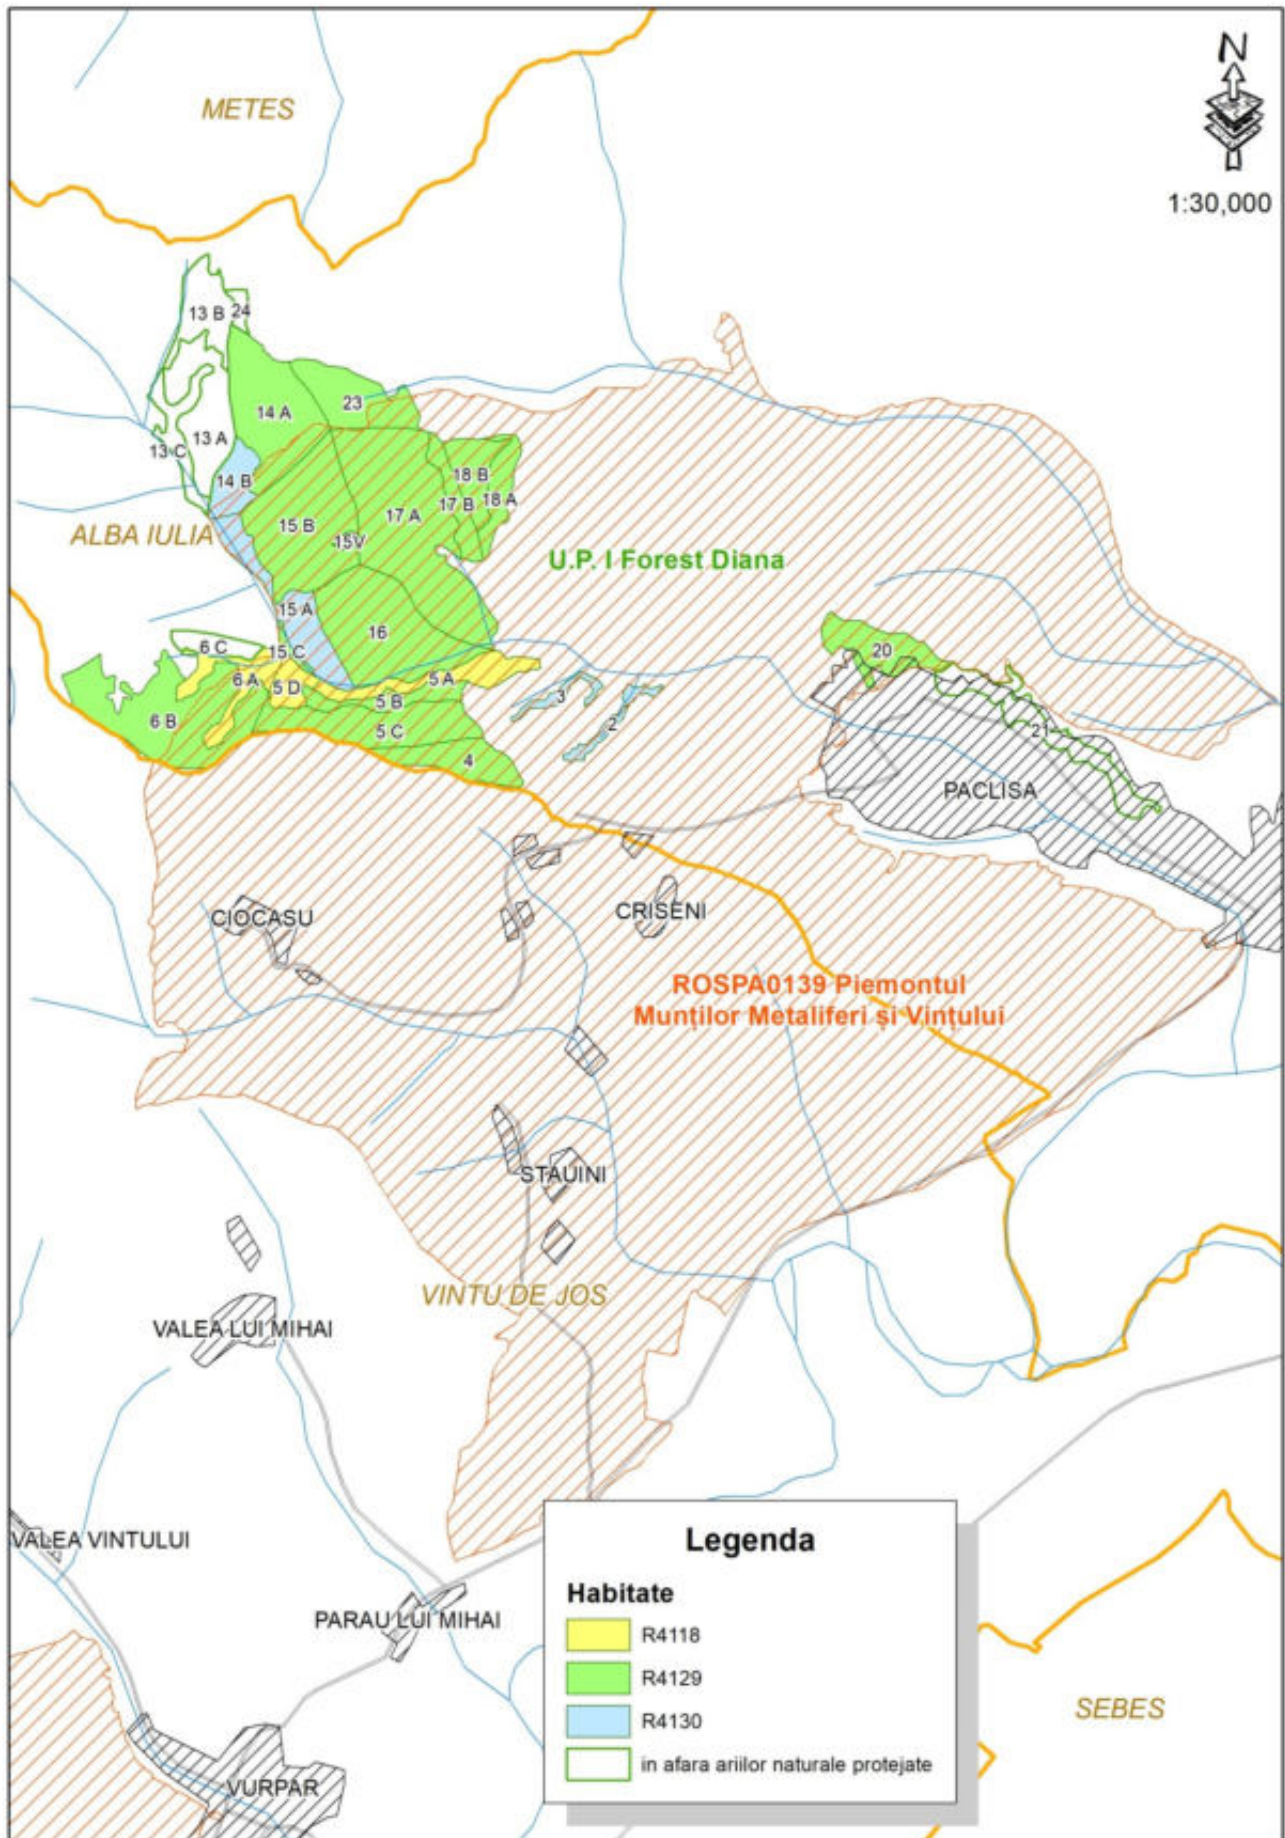 N
METES
1:30,000
13 B
24
14 A
23
13 A
13 C
14 B
18 B
17 B
18 A
17 A
15 B
15V
ALBA IULIA
U.P. I Forest Diana
15 A
16
6 C
15 C
20
6 A
5 D
5 A
3
5 B
6 B
2
5 C
21
4
PACLISA
CIOCASU
CRISENI
ROSPA0139 Piemontul
Munților Metaliferi și Vințului
STAUINI
VINTU DE JOS
VALEA LUI MIHAI
VALEA VINTULUI
PARAU LUI MIHAI
SEBES
VURPAR
Legenda
Habitate
R4118
R4129
R4130
in afara ariilor naturale protejate